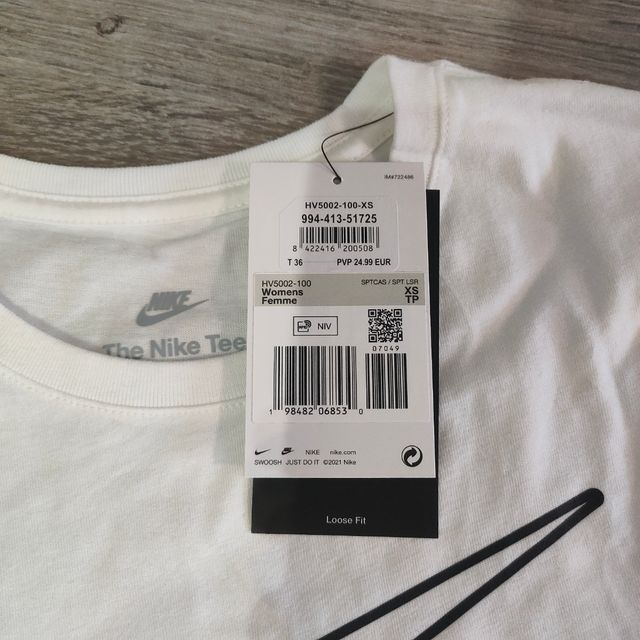 IM#722486
HV5002-100-XS
994-413-51725
8 422416 200508
T 36 PVP 24.99 EUR
HV5002-100 SPTCAS / SPT LSR
Womens XS
Femme TP
NIV
07049
1 98482 06853 0
NIKE nike.com
SWOOSH JUST DO IT ©2021 Nike
Loose Fit
NIKE
The Nike Tee